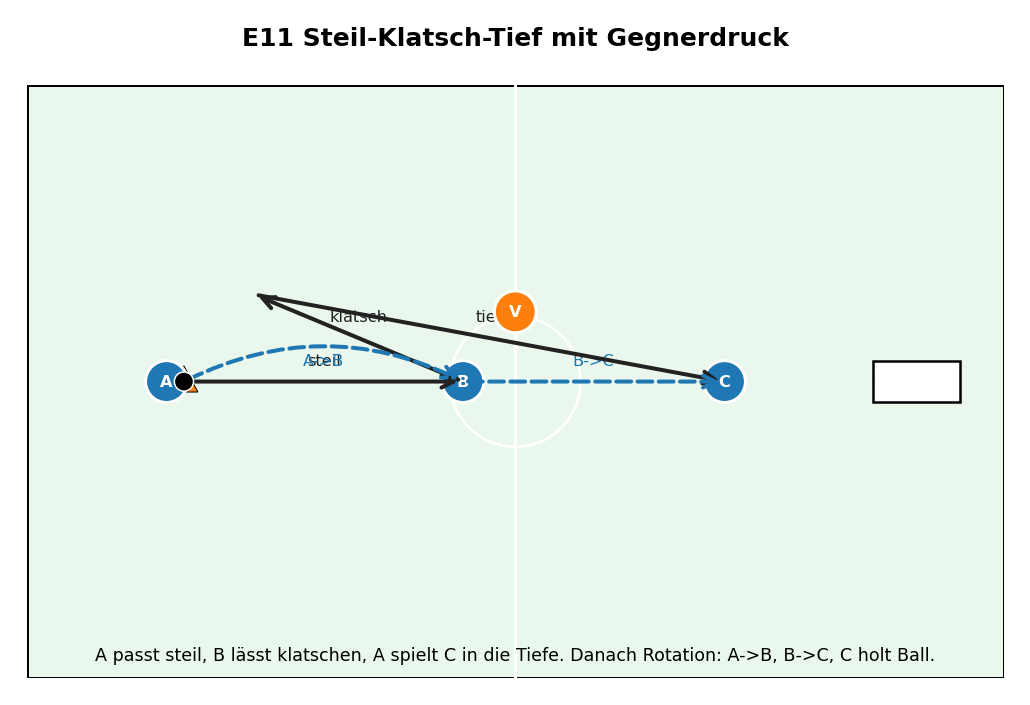 E11 Steil-Klatsch-Tief mit Gegnerdruck
klatsch
V
steil
A->B
B->C
A
B
C
A passt steil, B lässt klatschen, A spielt C in die Tiefe. Danach Rotation: A->B, B->C, C holt Ball.